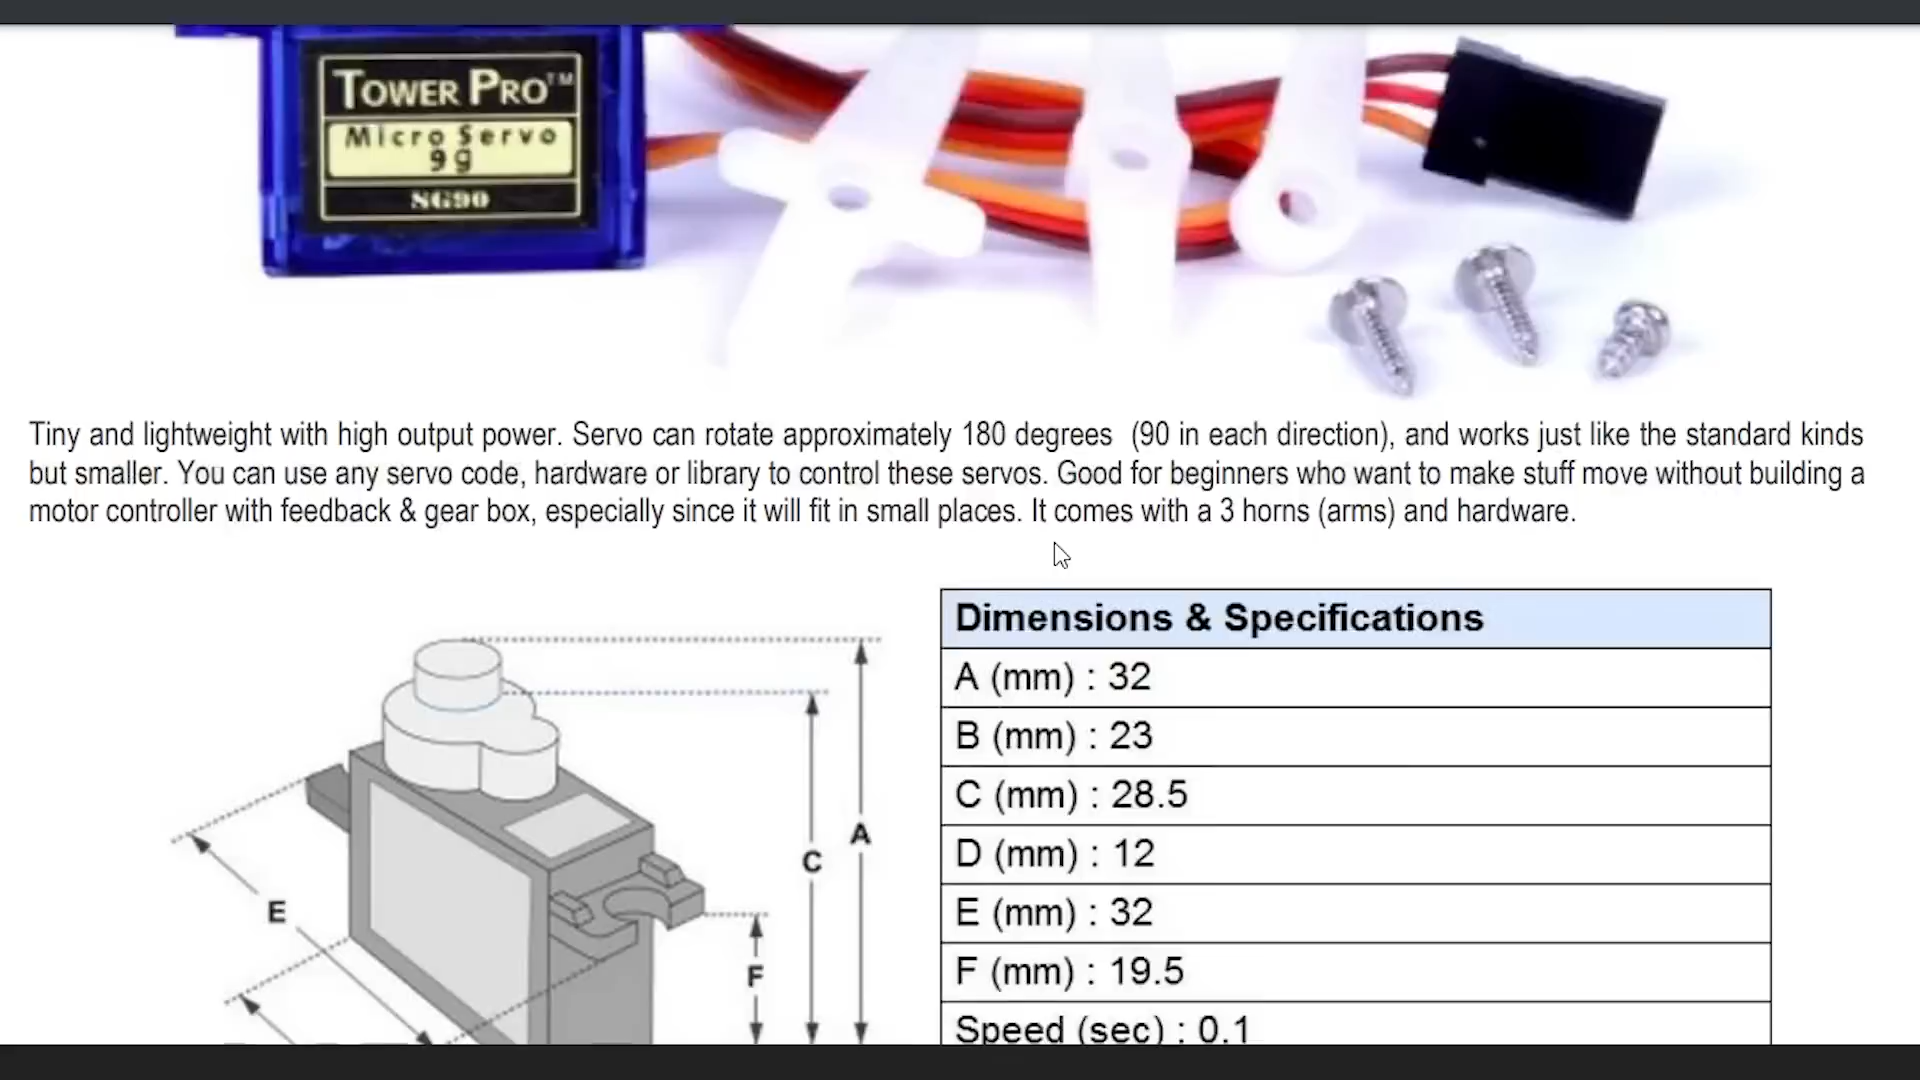 TOWER PRO™
Micro Servo
9g
SG90
Tiny and lightweight with high output power. Servo can rotate approximately 180 degrees (90 in each direction), and works just like the standard kinds
but smaller. You can use any servo code, hardware or library to control these servos. Good for beginners who want to make stuff move without building a
motor controller with feedback & gear box, especially since it will fit in small places. It comes with a 3 horns (arms) and hardware.
Dimensions & Specifications
A (mm) : 32
B (mm) : 23
C (mm) : 28.5
D (mm) : 12
E (mm) : 32
F (mm) : 19.5
Speed (sec) : 0.1
A
C
E
F